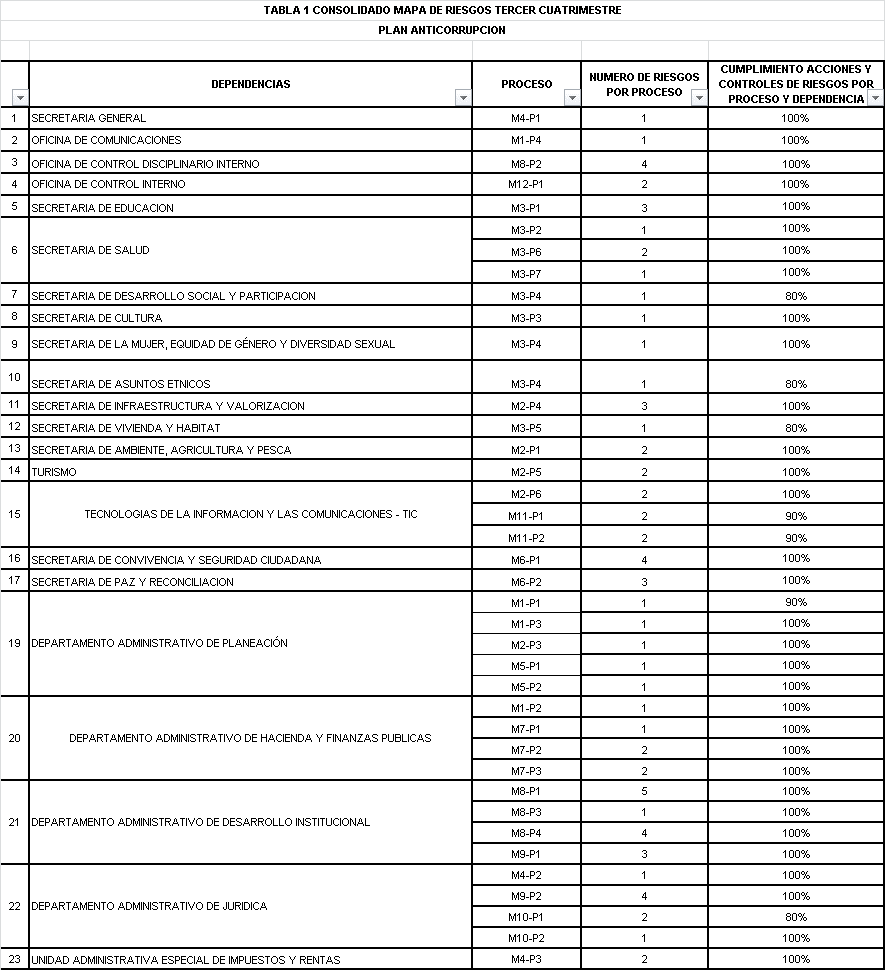 TABLA 1 CONSOLIDADO MAPA DE RIESGOS TERCER CUATRIMESTRE
PLAN ANTICORRUPCION
DEPENDENCIAS PROCESO NUMERO DE RIESGOS POR PROCESO CUMPLIMIENTO ACCIONES Y CONTROLES DE RIESGOS POR PROCESO Y DEPENDENCIA
1 SECRETARIA GENERAL M4-P1 1 100%
2 OFICINA DE COMUNICACIONES M1-P4 1 100%
3 OFICINA DE CONTROL DISCIPLINARIO INTERNO M8-P2 4 100%
4 OFICINA DE CONTROL INTERNO M12-P1 2 100%
5 SECRETARIA DE EDUCACION M3-P1 3 100%
6 SECRETARIA DE SALUD M3-P2 1 100%
M3-P6 2 100%
M3-P7 1 100%
7 SECRETARIA DE DESARROLLO SOCIAL Y PARTICIPACION M3-P4 1 80%
8 SECRETARIA DE CULTURA M3-P3 1 100%
9 SECRETARIA DE LA MUJER, EQUIDAD DE GÉNERO Y DIVERSIDAD SEXUAL M3-P4 1 100%
10 SECRETARIA DE ASUNTOS ETNICOS M3-P4 1 80%
11 SECRETARIA DE INFRAESTRUCTURA Y VALORIZACION M2-P4 3 100%
12 SECRETARIA DE VIVIENDA Y HABITAT M3-P5 1 80%
13 SECRETARIA DE AMBIENTE, AGRICULTURA Y PESCA M2-P1 2 100%
14 TURISMO M2-P5 2 100%
15 TECNOLOGIAS DE LA INFORMACION Y LAS COMUNICACIONES - TIC M2-P6 2 100%
M11-P1 2 90%
M11-P2 2 90%
16 SECRETARIA DE CONVIVENCIA Y SEGURIDAD CIUDADANA M6-P1 4 100%
17 SECRETARIA DE PAZ Y RECONCILIACION M6-P2 3 100%
19 DEPARTAMENTO ADMINISTRATIVO DE PLANEACIÓN M1-P1 1 90%
M1-P3 1 100%
M2-P3 1 100%
M5-P1 1 100%
M5-P2 1 100%
20 DEPARTAMENTO ADMINISTRATIVO DE HACIENDA Y FINANZAS PUBLICAS M1-P2 1 100%
M7-P1 1 100%
M7-P2 2 100%
M7-P3 2 100%
21 DEPARTAMENTO ADMINISTRATIVO DE DESARROLLO INSTITUCIONAL M8-P1 5 100%
M8-P3 1 100%
M8-P4 4 100%
M9-P1 3 100%
22 DEPARTAMENTO ADMINISTRATIVO DE JURIDICA M4-P2 1 100%
M9-P2 4 100%
M10-P1 2 80%
M10-P2 1 100%
23 UNIDAD ADMINISTRATIVA ESPECIAL DE IMPUESTOS Y RENTAS M4-P3 2 100%